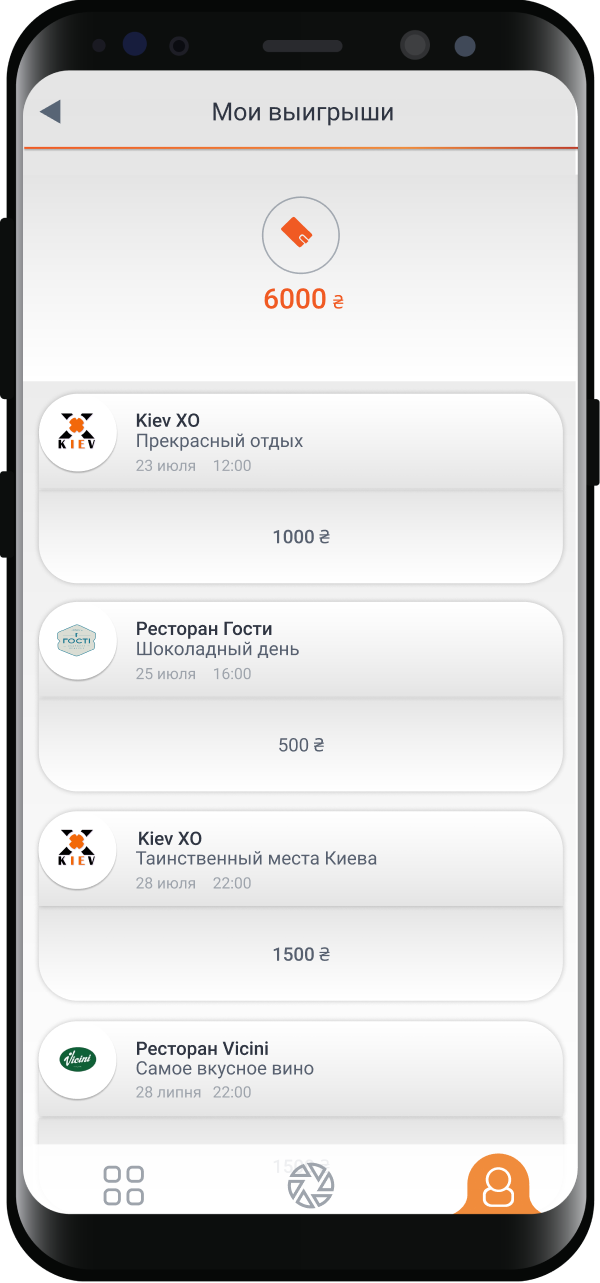 Мои выигрыши
6000 ₴
KIEV
Kiev XO
Прекрасный отдых
23 июля 12:00
1000 ₴
ГОСТІ
Ресторан Гости
Шоколадный день
25 июля 16:00
500 ₴
KIEV
Kiev XO
Таинственный места Киева
28 июля 22:00
1500 ₴
Vicini
Ресторан Vicini
Самое вкусное вино
28 липня 22:00
1500 ₴